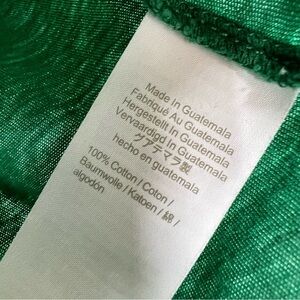 Made in Guatemala
Fabriqué Au Guatemala
Hergestellt In Guatemala
Vervaardigd In Guatemala
グアテマラ製
hecho en guatemala
100% Cotton / Coton /
Baumwolle / Katoen / 綿 /
algodón